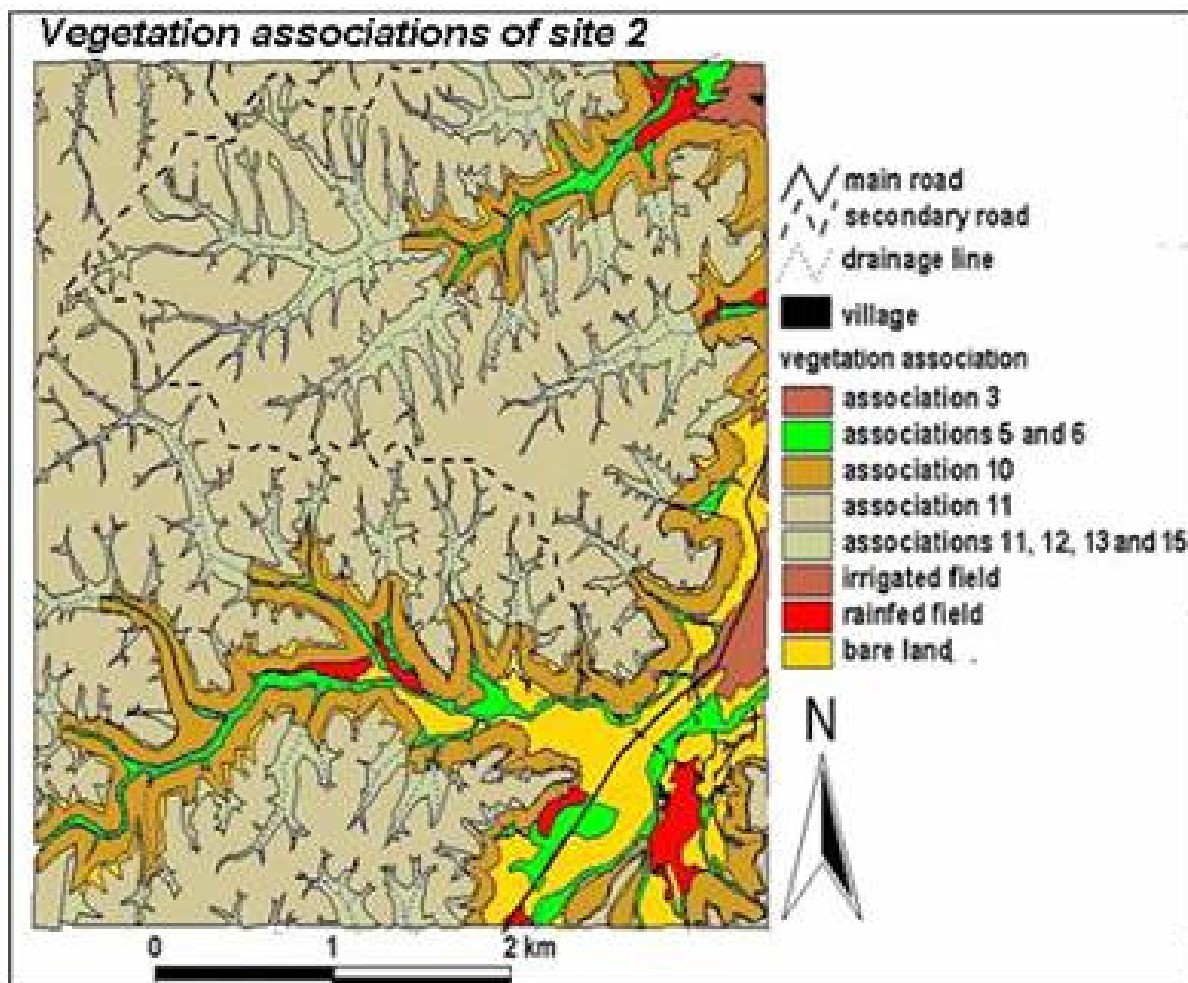 Vegetation associations of site 2
main road
secondary road
drainage line
village
vegetation association
association 3
associations 5 and 6
association 10
association 11
associations 11, 12, 13 and 15
irrigated field
rainfed field
bare land
N
0 1 2 km